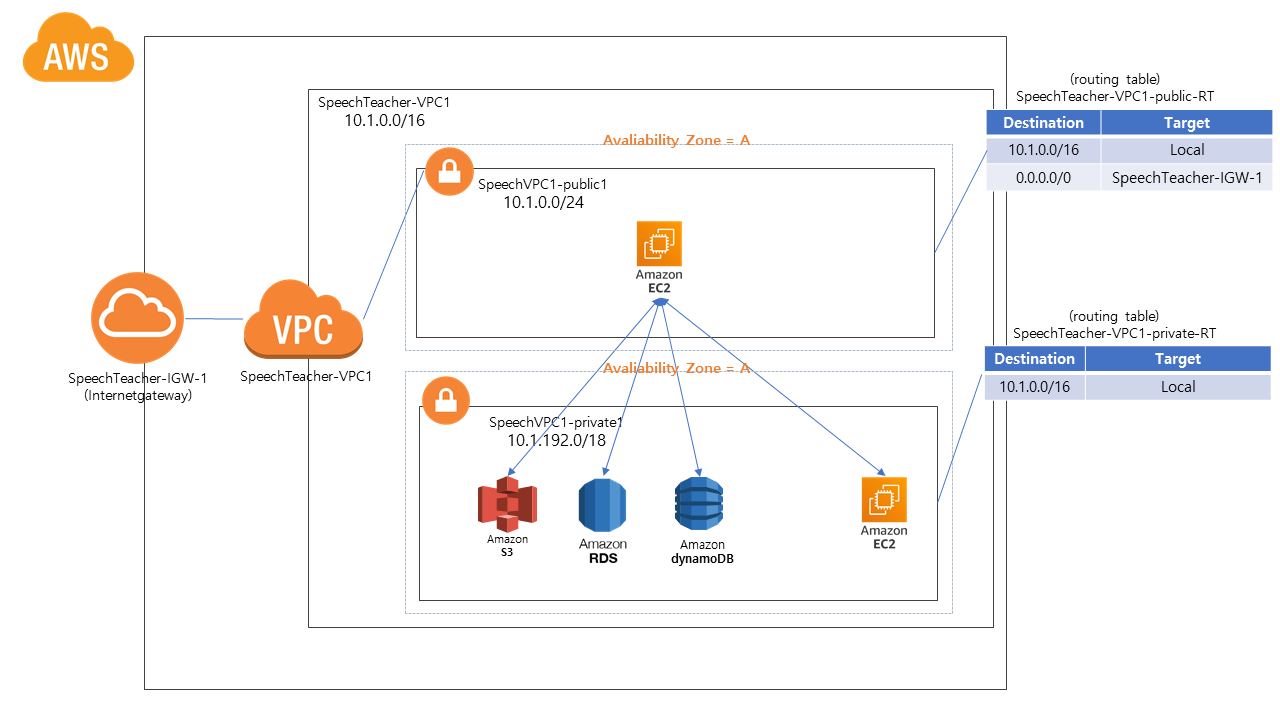 AWS
SpeechTeacher-VPC1
10.1.0.0/16
Avaliability Zone = A
SpeechVPC1-public1
10.1.0.0/24
Amazon
EC2
(routing table)
SpeechTeacher-VPC1-public-RT
Destination Target
10.1.0.0/16 Local
0.0.0.0/0 SpeechTeacher-IGW-1
VPC
SpeechTeacher-IGW-1
(Internetgateway)
SpeechTeacher-VPC1
(routing table)
SpeechTeacher-VPC1-private-RT
Destination Target
10.1.0.0/16 Local
Avaliability Zone = A
SpeechVPC1-private1
10.1.192.0/18
Amazon
S3
Amazon
RDS
Amazon
dynamoDB
Amazon
EC2